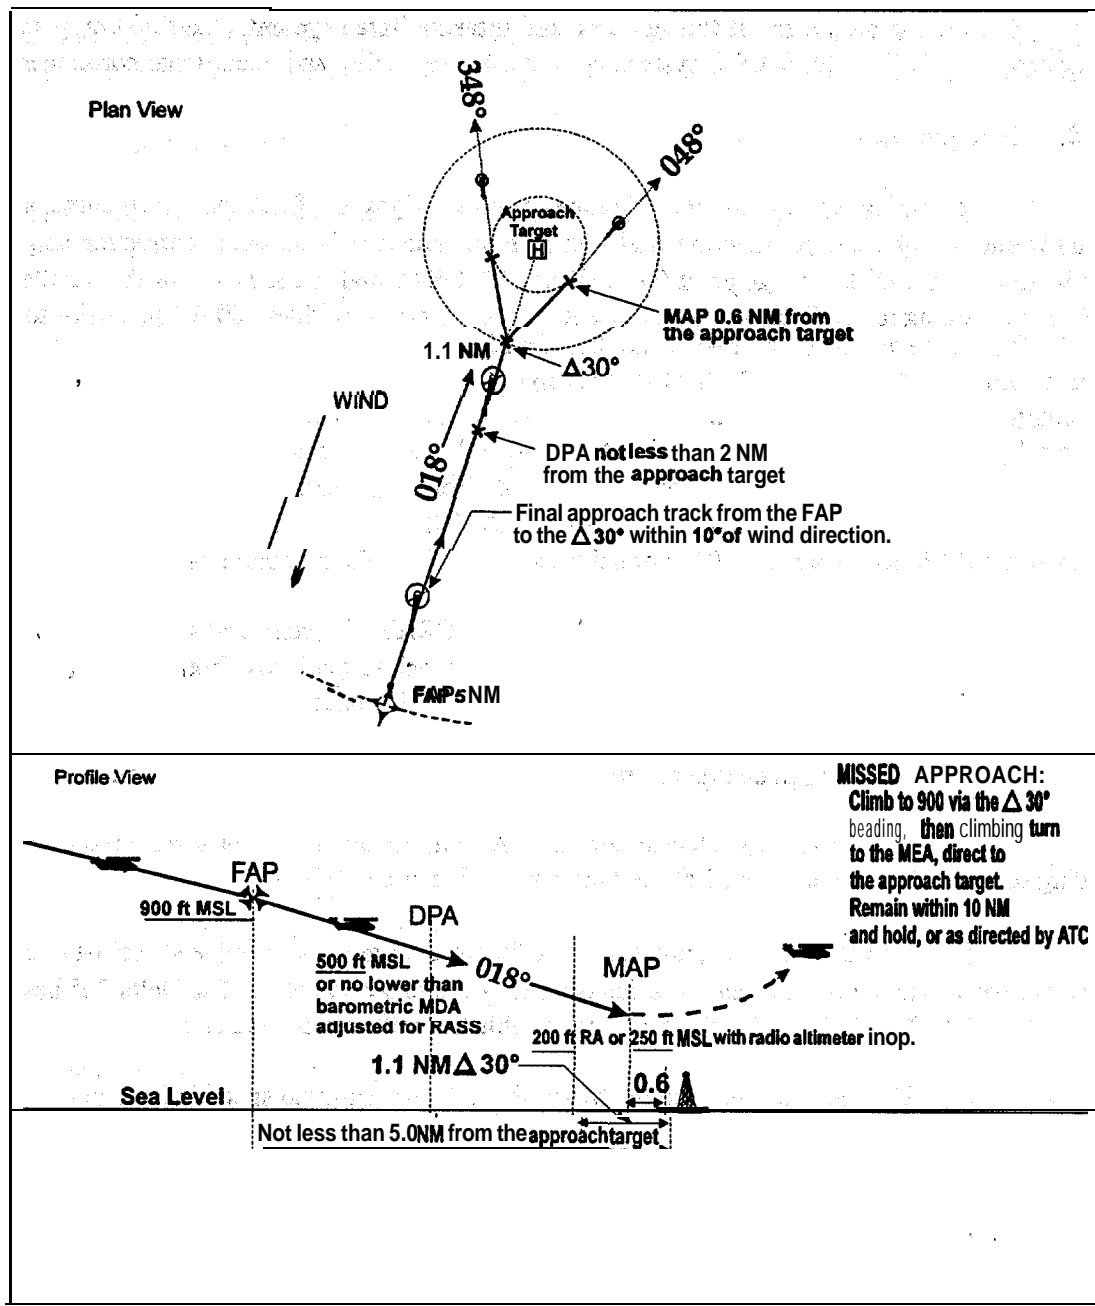 Plan View
348°
048°
Approach
Target
H
MAP 0.6 NM from
the approach target
1.1 NM
Δ30°
WIND
018°
DPA not less than 2 NM
from the approach target
Final approach track from the FAP
to the Δ 30° within 10° of wind direction.
FAP 5 NM
Profile View
MISSED APPROACH:
Climb to 900 via the Δ 30°
beading, then climbing turn
to the MEA, direct to
the approach target.
Remain within 10 NM
and hold, or as directed by ATC
FAP
900 ft MSL
DPA
500 ft MSL
or no lower than
barometric MDA
adjusted for RASS
018°
MAP
200 ft RA or 250 ft MSL with radio altimeter inop.
1.1 NM Δ 30°
0.6
Sea Level
Not less than 5.0NM from the approach target